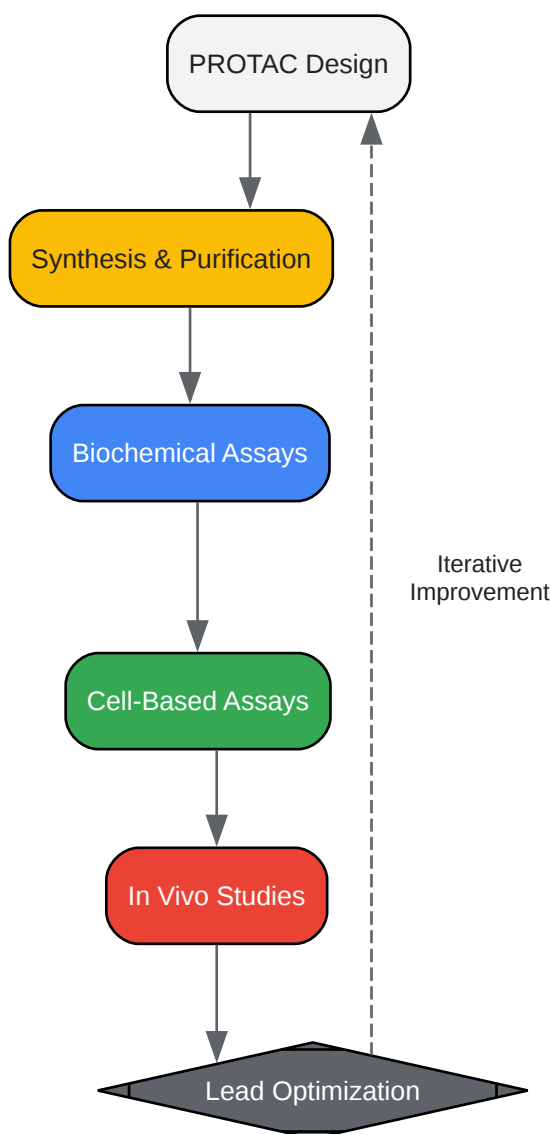 PROTAC Design
Synthesis & Purification
Biochemical Assays
Iterative
Improvement
Cell-Based Assays
In Vivo Studies
Lead Optimization